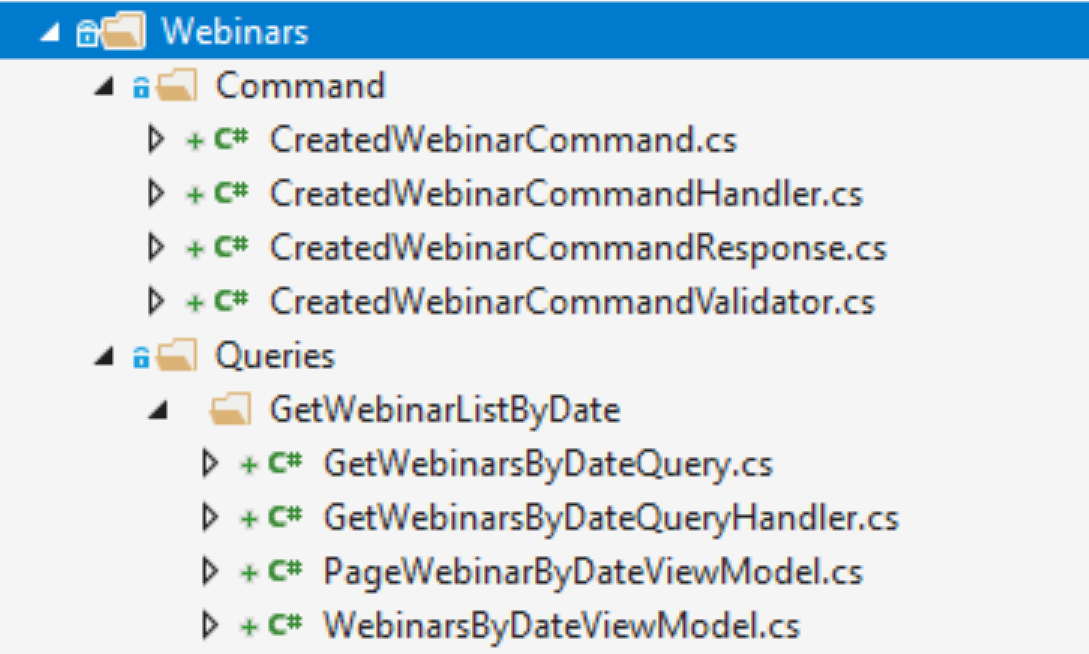 Webinars
Command
+ C# CreatedWebinarCommand.cs
+ C# CreatedWebinarCommandHandler.cs
+ C# CreatedWebinarCommandResponse.cs
+ C# CreatedWebinarCommandValidator.cs
Queries
GetWebinarListByDate
+ C# GetWebinarsByDateQuery.cs
+ C# GetWebinarsByDateQueryHandler.cs
+ C# PageWebinarByDateViewModel.cs
+ C# WebinarsByDateViewModel.cs